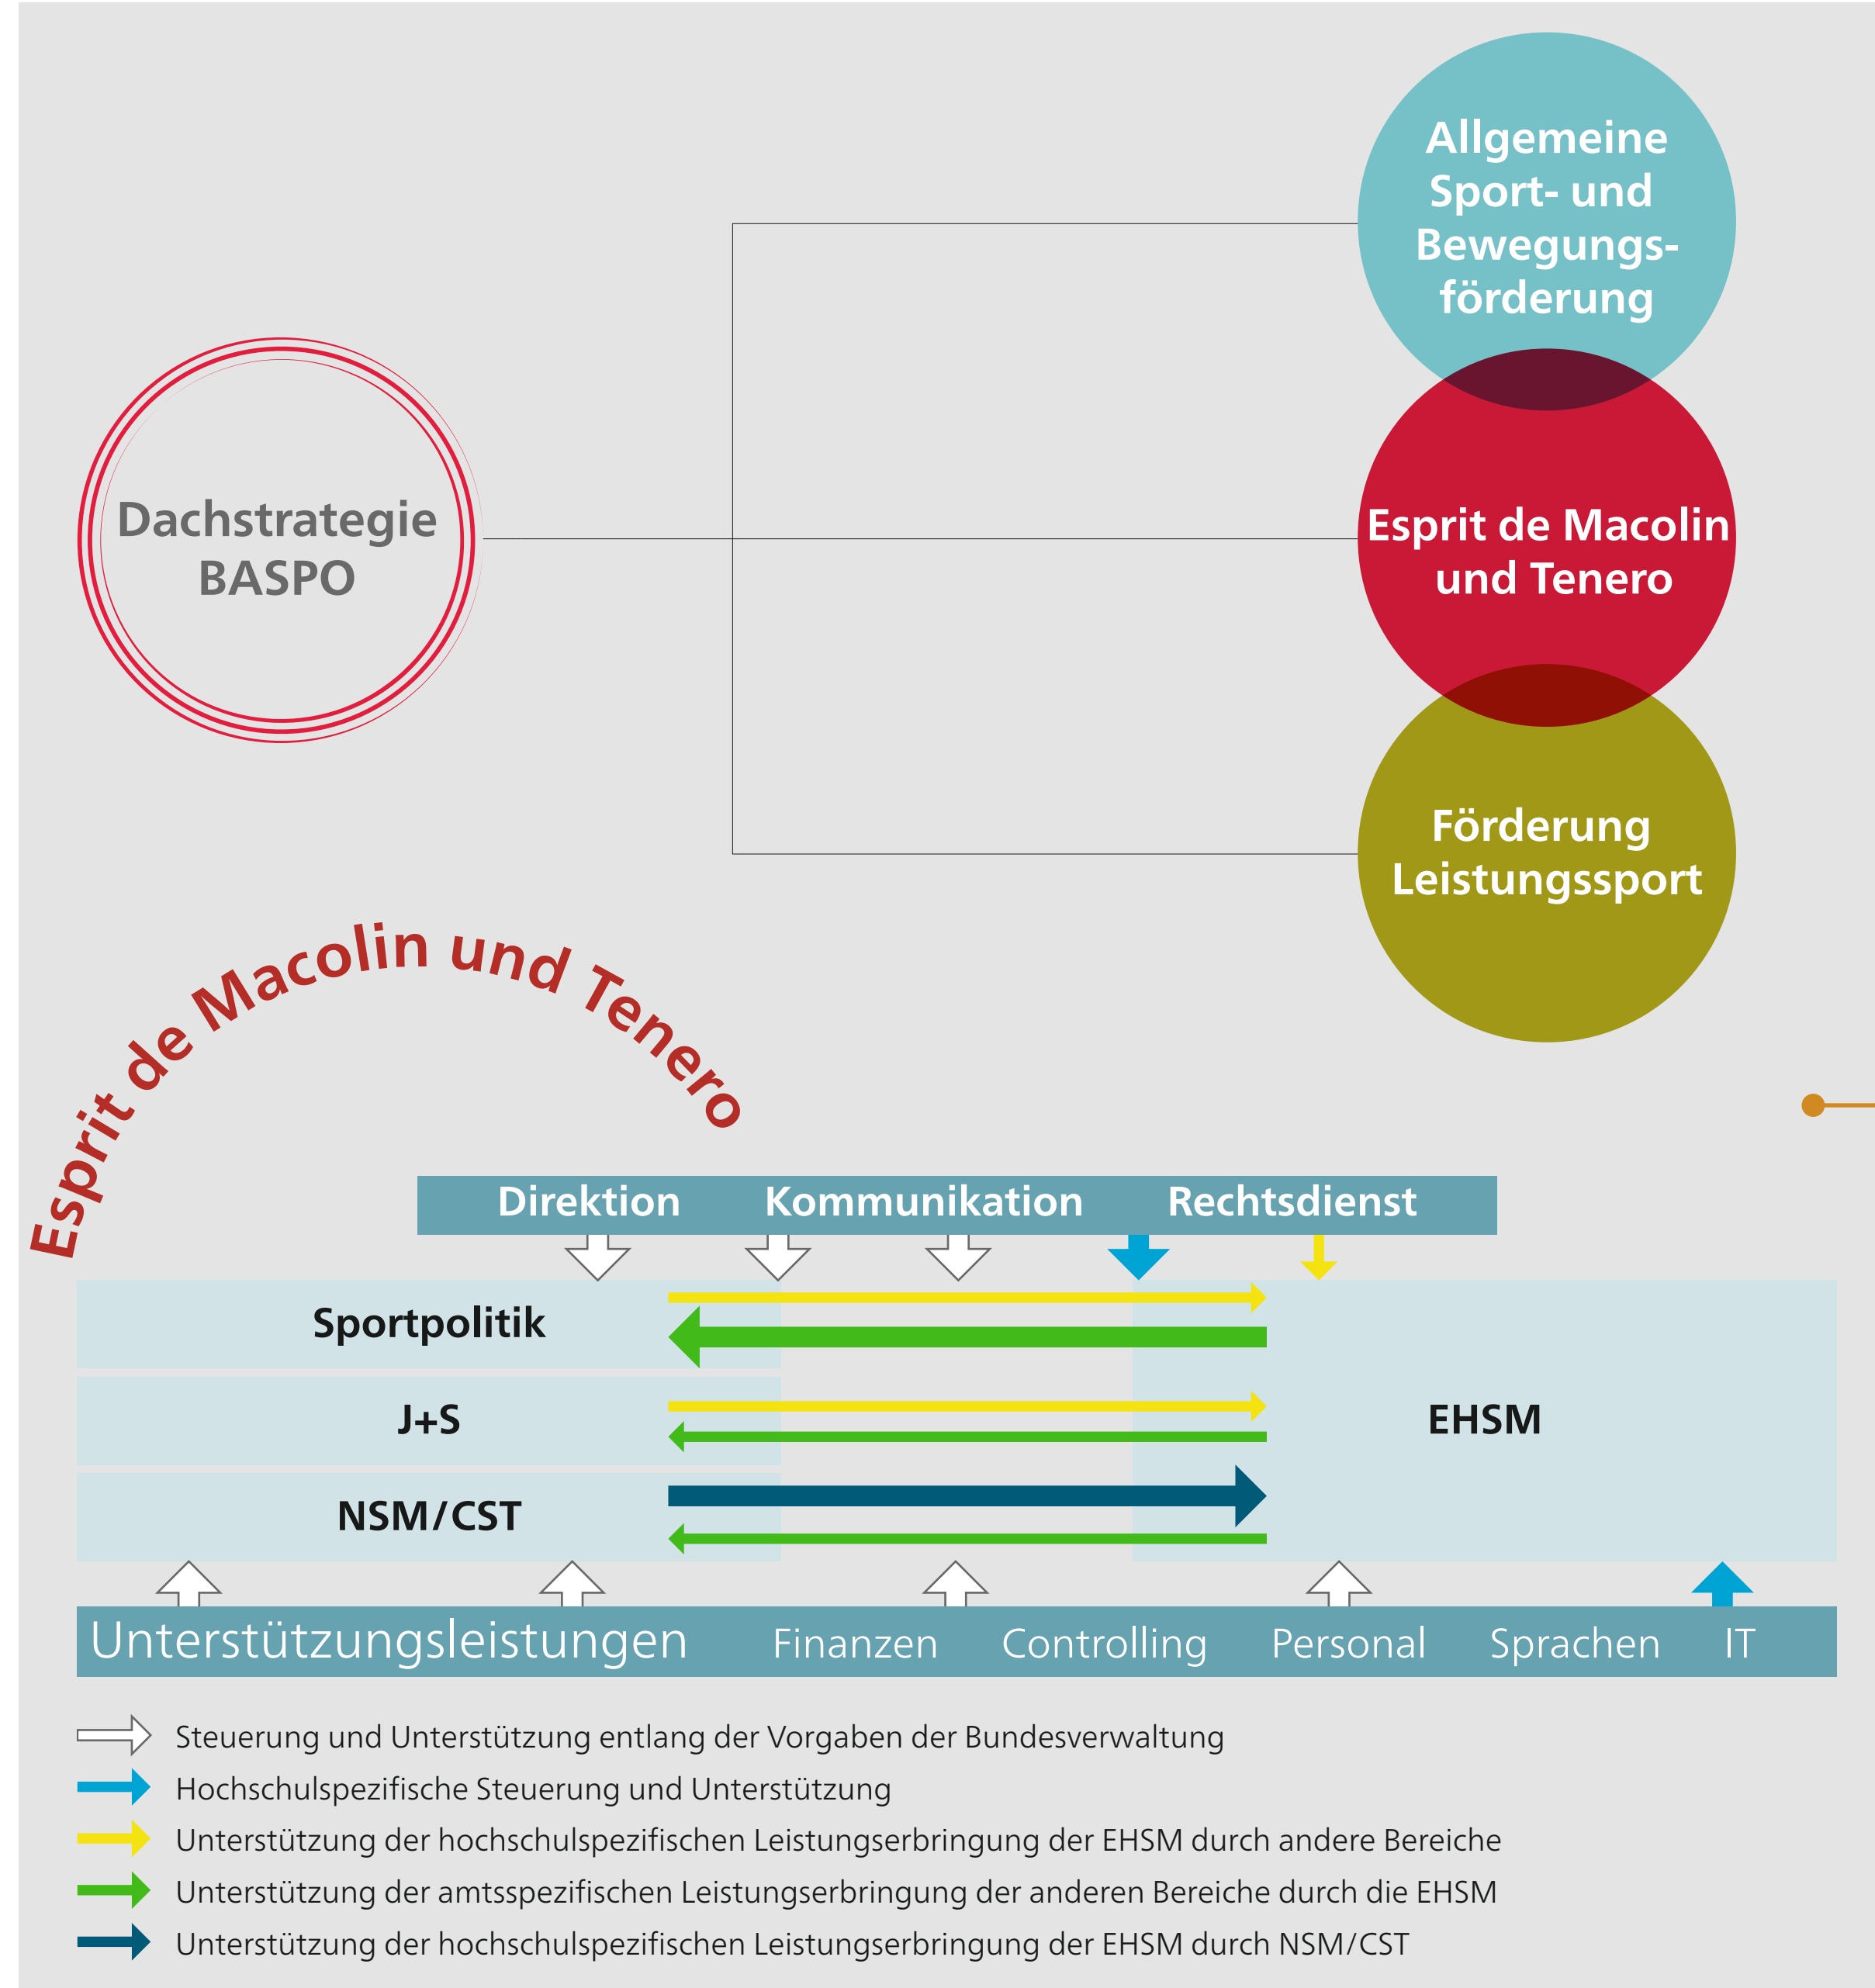 Allgemeine
Sport- und
Bewegungs-
förderung
Dachstrategie
BASPO
Esprit de Macolin
und Tenero
Förderung
Leistungssport
Esprit de Macolin und Tenero
Direktion Kommunikation Rechtsdienst
Sportpolitik
J+S
EHSM
NSM/CST
Unterstützungsleistungen Finanzen Controlling Personal Sprachen IT
Steuerung und Unterstützung entlang der Vorgaben der Bundesverwaltung
Hochschulspezifische Steuerung und Unterstützung
Unterstützung der hochschulspezifischen Leistungserbringung der EHSM durch andere Bereiche
Unterstützung der amtsspezifischen Leistungserbringung der anderen Bereiche durch die EHSM
Unterstützung der hochschulspezifischen Leistungserbringung der EHSM durch NSM/CST